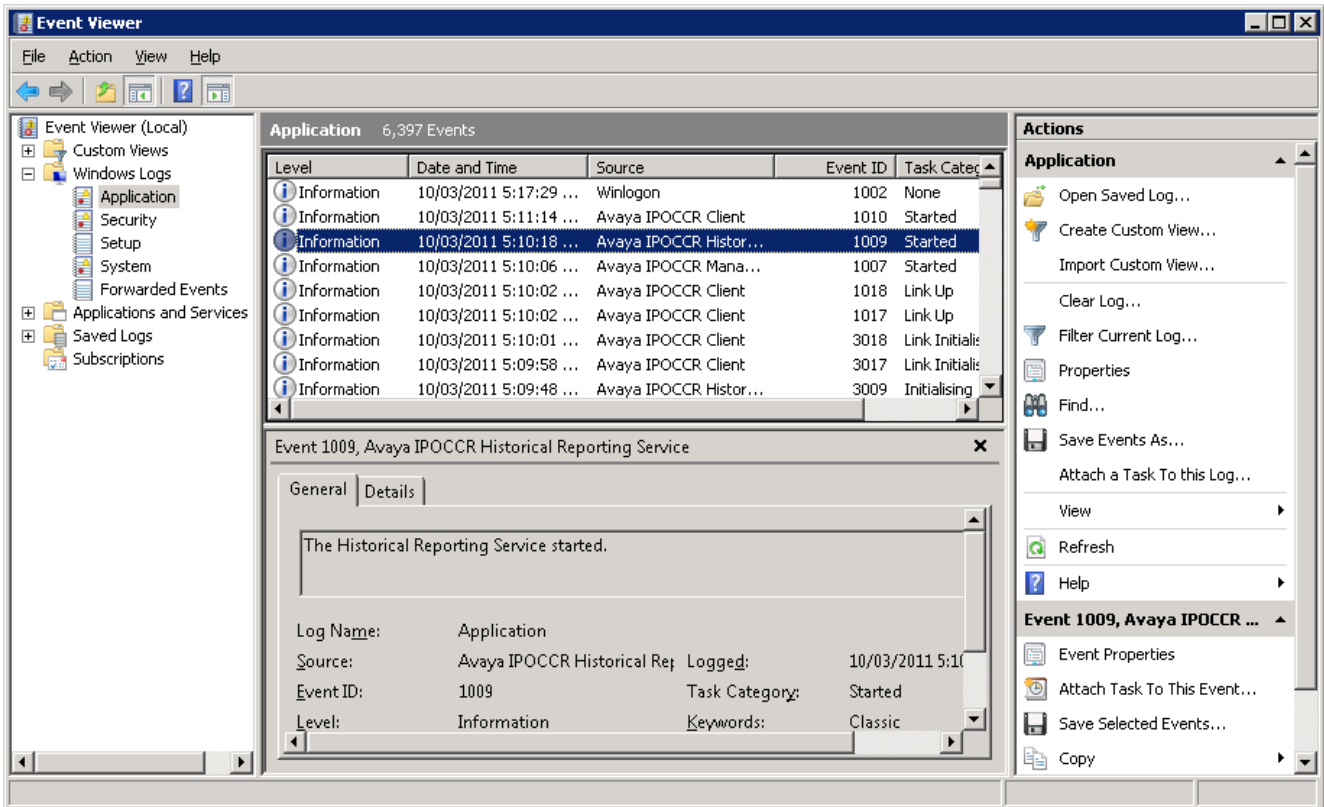 Event Viewer
File Action View Help
Event Viewer (Local)
Custom Views
Windows Logs
Application
Security
Setup
System
Forwarded Events
Applications and Services
Saved Logs
Subscriptions
Application 6,397 Events
Level Date and Time Source Event ID Task Categ
Information 10/03/2011 5:17:29 ... Winlogon 1002 None
Information 10/03/2011 5:11:14 ... Avaya IPOCCR Client 1010 Started
Information 10/03/2011 5:10:18 ... Avaya IPOCCR Histor... 1009 Started
Information 10/03/2011 5:10:06 ... Avaya IPOCCR Mana... 1007 Started
Information 10/03/2011 5:10:02 ... Avaya IPOCCR Client 1018 Link Up
Information 10/03/2011 5:10:02 ... Avaya IPOCCR Client 1017 Link Up
Information 10/03/2011 5:10:01 ... Avaya IPOCCR Client 3018 Link Initialis
Information 10/03/2011 5:09:58 ... Avaya IPOCCR Client 3017 Link Initialis
Information 10/03/2011 5:09:48 ... Avaya IPOCCR Histor... 3009 Initialising
Event 1009, Avaya IPOCCR Historical Reporting Service
General Details
The Historical Reporting Service started.
Log Name: Application
Source: Avaya IPOCCR Historical Rep Logged: 10/03/2011 5:10
Event ID: 1009 Task Category: Started
Level: Information Keywords: Classic
Actions
Application
Open Saved Log...
Create Custom View...
Import Custom View...
Clear Log...
Filter Current Log...
Properties
Find...
Save Events As...
Attach a Task To this Log...
View
Refresh
Help
Event 1009, Avaya IPOCCR ...
Event Properties
Attach Task To This Event...
Save Selected Events...
Copy